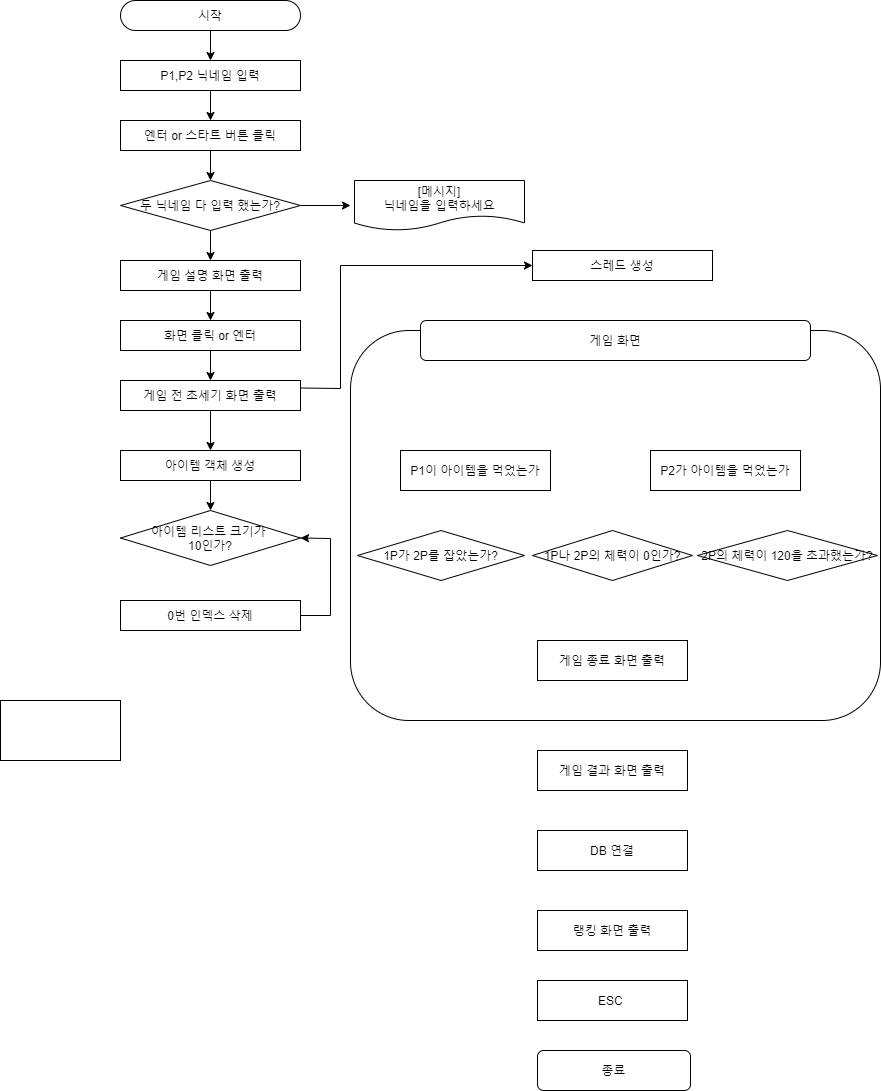 시작
P1,P2 닉네임 입력
엔터 or 스타트 버튼 클릭
두 닉네임 다 입력 했는가?
[메시지]
닉네임을 입력하세요
게임 설명 화면 출력
스레드 생성
화면 클릭 or 엔터
게임 화면
게임 전 초세기 화면 출력
아이템 객체 생성
P1이 아이템을 먹었는가
P2가 아이템을 먹었는가
아이템 리스트 크기가
10인가?
1P가 2P를 잡았는가?
1P나 2P의 체력이 0인가?
2P의 체력이 120을 초과했는가?
0번 인덱스 삭제
게임 종료 화면 출력
게임 결과 화면 출력
DB 연결
랭킹 화면 출력
ESC
종료